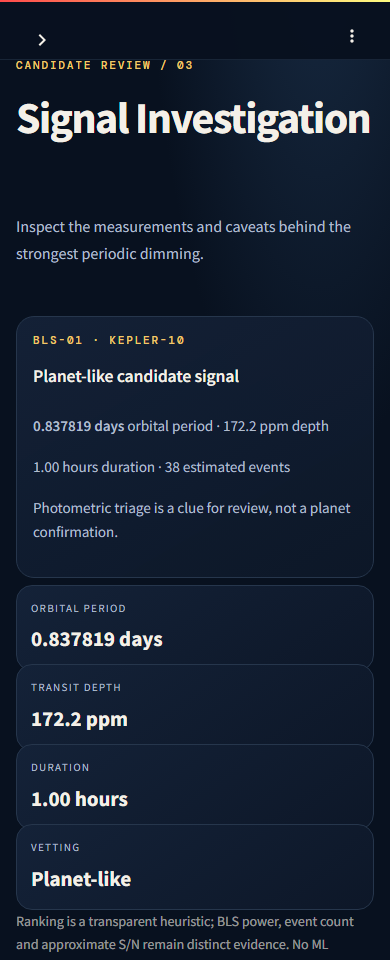 CANDIDATE REVIEW / 03
Signal Investigation
Inspect the measurements and caveats behind the
strongest periodic dimming.
BLS-01 · KEPLER-10
Planet-like candidate signal
0.837819 days orbital period · 172.2 ppm depth
1.00 hours duration · 38 estimated events
Photometric triage is a clue for review, not a planet
confirmation.
ORBITAL PERIOD
0.837819 days
TRANSIT DEPTH
172.2 ppm
DURATION
1.00 hours
VETTING
Planet-like
Ranking is a transparent heuristic; BLS power, event count
and approximate S/N remain distinct evidence. No ML